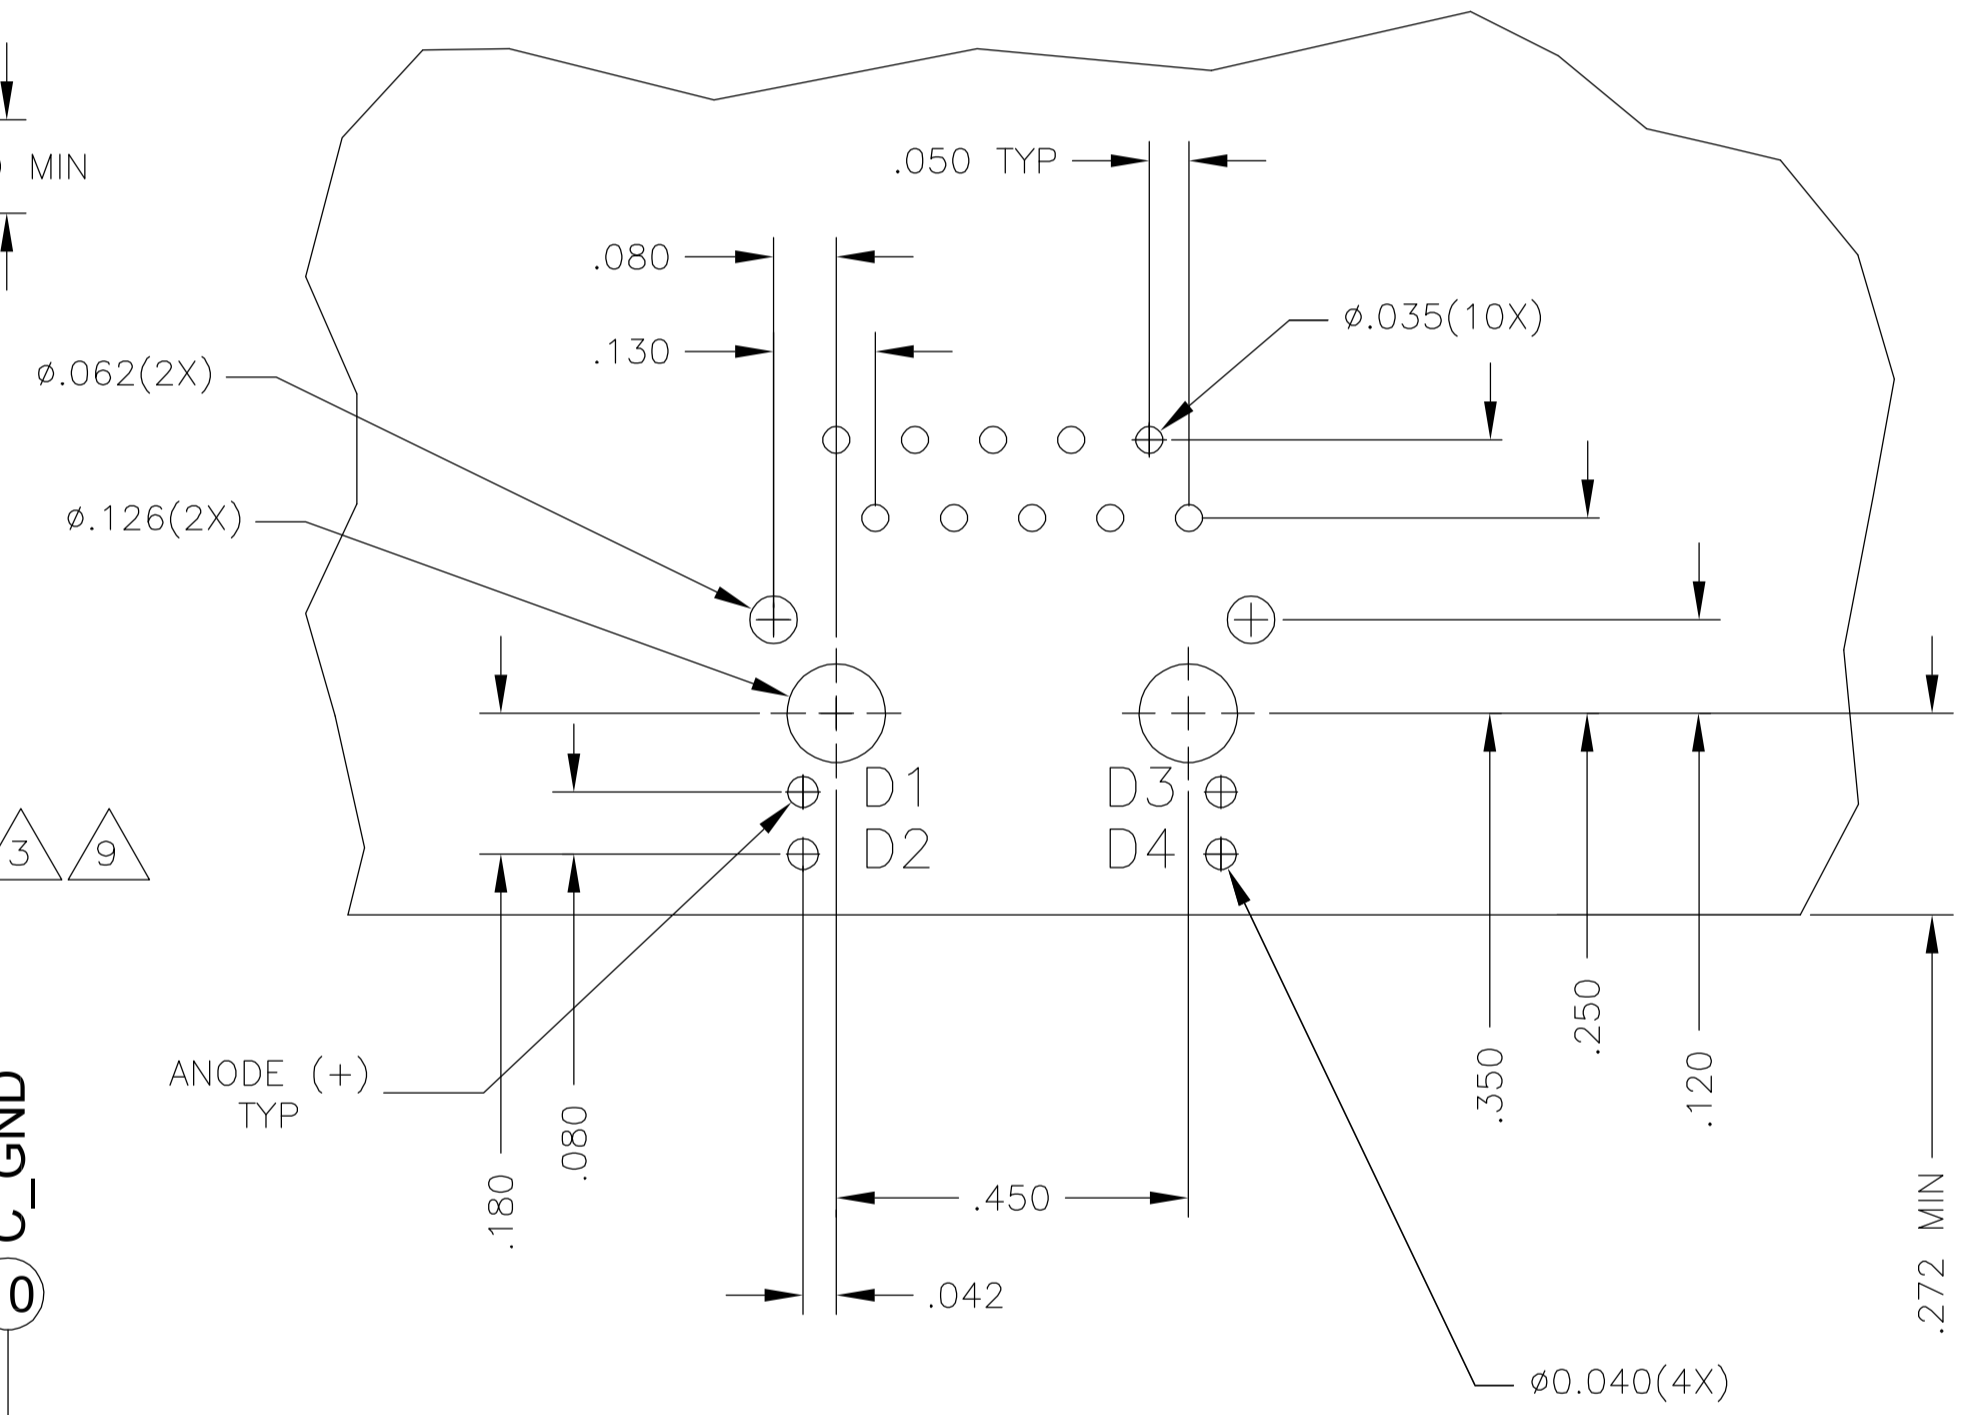 MIN
.050 TYP
.080
.130
ø.035(10X)
ø.062(2X)
ø.126(2X)
D1
D3
D2
D4
3
9
ANODE (+)
TYP
C_GND
0
.180
.080
.450
.042
.350
.250
.120
.272 MIN
ø0.040(4X)